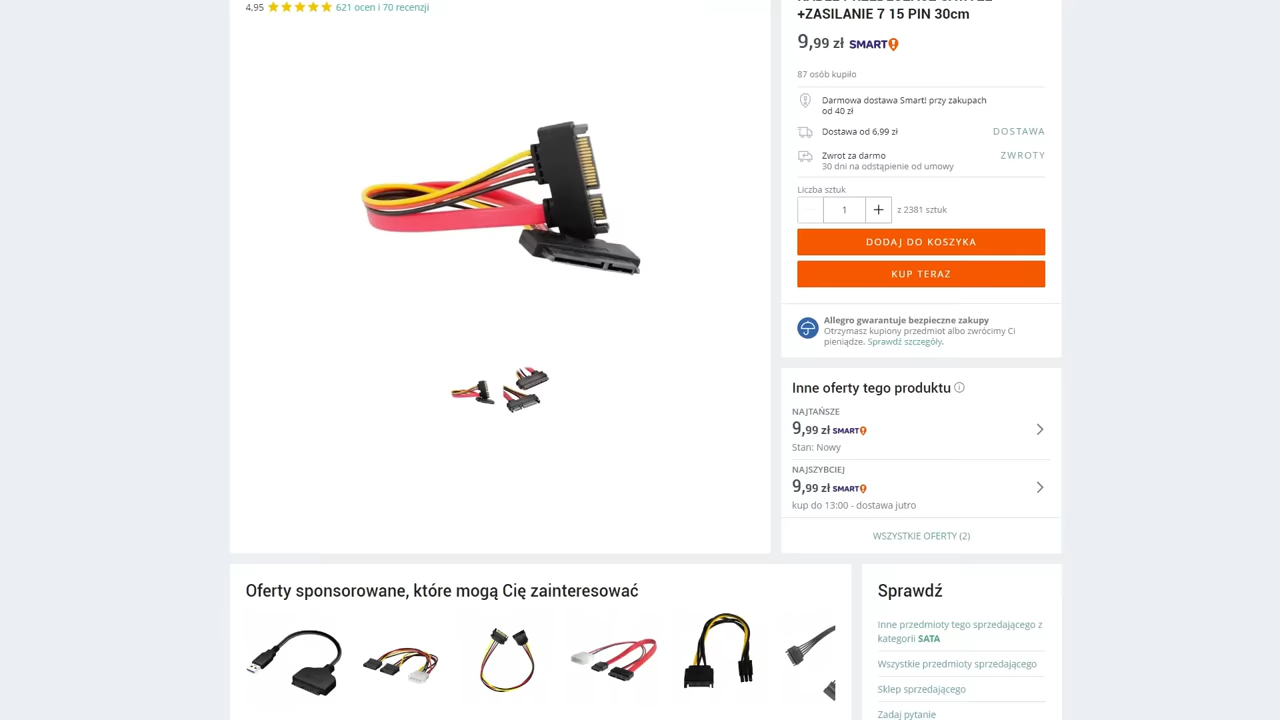 4,95 621 ocen i 70 recenzji
+ZASILANIE 7 15 PIN 30cm
9,99 zł SMART!
87 osób kupiło
Darmowa dostawa Smart! przy zakupach
od 40 zł
Dostawa od 6,99 zł DOSTAWA
Zwrot za darmo ZWROTY
30 dni na odstąpienie od umowy
Liczba sztuk
1 + z 2381 sztuk
DODAJ DO KOSZYKA
KUP TERAZ
Allegro gwarantuje bezpieczne zakupy
Otrzymasz kupiony przedmiot albo zwrócimy Ci
pieniądze. Sprawdź szczegóły.
Inne oferty tego produktu
NAJTAŃSZE
9,99 zł SMART!
Stan: Nowy
NAJSZYBCIEJ
9,99 zł SMART!
kup do 13:00 - dostawa jutro
WSZYSTKIE OFERTY (2)
Oferty sponsorowane, które mogą Cię zainteresować
Sprawdź
Inne przedmioty tego sprzedającego z
kategorii SATA
Wszystkie przedmioty sprzedającego
Sklep sprzedającego
Zadaj pytanie